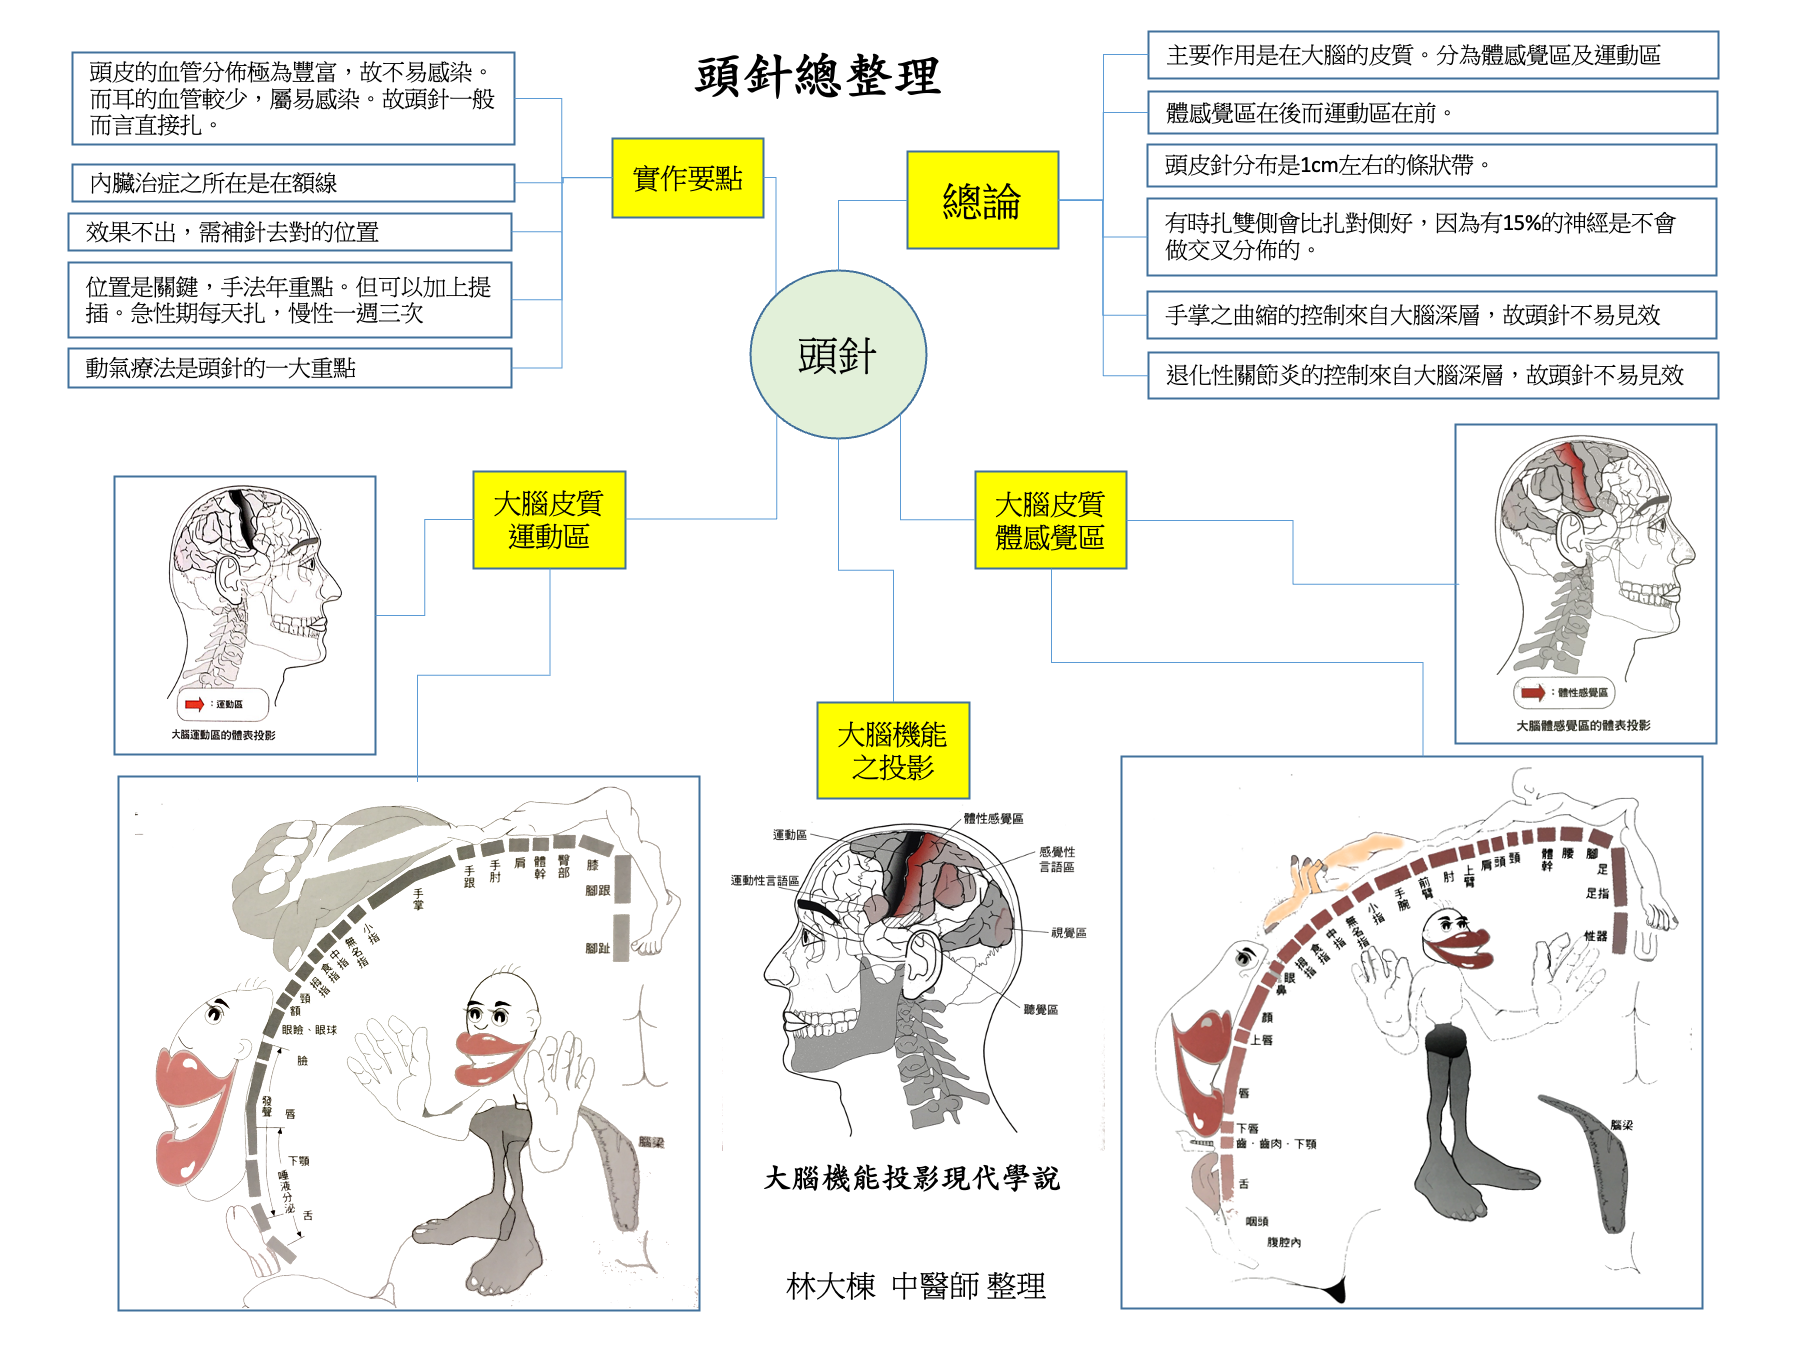 頭針總整理
頭皮的血管分佈極為豐富，故不易感染。
而耳的血管較少，屬易感染。故頭針一般
而言直接扎。
內臟治症之所在是在額線
效果不出，需補針去對的位置
位置是關鍵，手法年重點。但可以加上提
插。急性期每天扎，慢性一週三次
動氣療法是頭針的一大重點
實作要點
總論
主要作用是在大腦的皮質。分為體感覺區及運動區
體感覺區在後而運動區在前。
頭皮針分布是1cm左右的條狀帶。
有時扎雙側會比扎對側好，因為有15%的神經是不會
做交叉分佈的。
手掌之曲縮的控制來自大腦深層，故頭針不易見效
退化性關節炎的控制來自大腦深層，故頭針不易見效
頭針
大腦皮質
運動區
大腦皮質
體感覺區
：運動區
大腦運動區的體表投影
：體性感覺區
大腦體感覺區的體表投影
大腦機能
之投影
手掌
手跟
手肘
肩
體幹
臀部
膝
腳跟
腳趾
小指
無名指
中指
食指
拇指
頸
額
眼瞼、眼球
臉
發聲
唇
下顎
唾液分泌
舌
腦梁
運動區
體性感覺區
運動性言語區
感覺性
言語區
視覺區
聽覺區
大腦機能投影現代學說
林大棟 中醫師 整理
性器
足指
足
腳
腰
體幹
頸
頭
肩
上臂
肘
前臂
手腕
小指
無名指
中指
食指
拇指
眼
鼻
顏
上唇
唇
下唇
齒．齒肉．下顎
舌
咽頭
腹腔內
腦梁